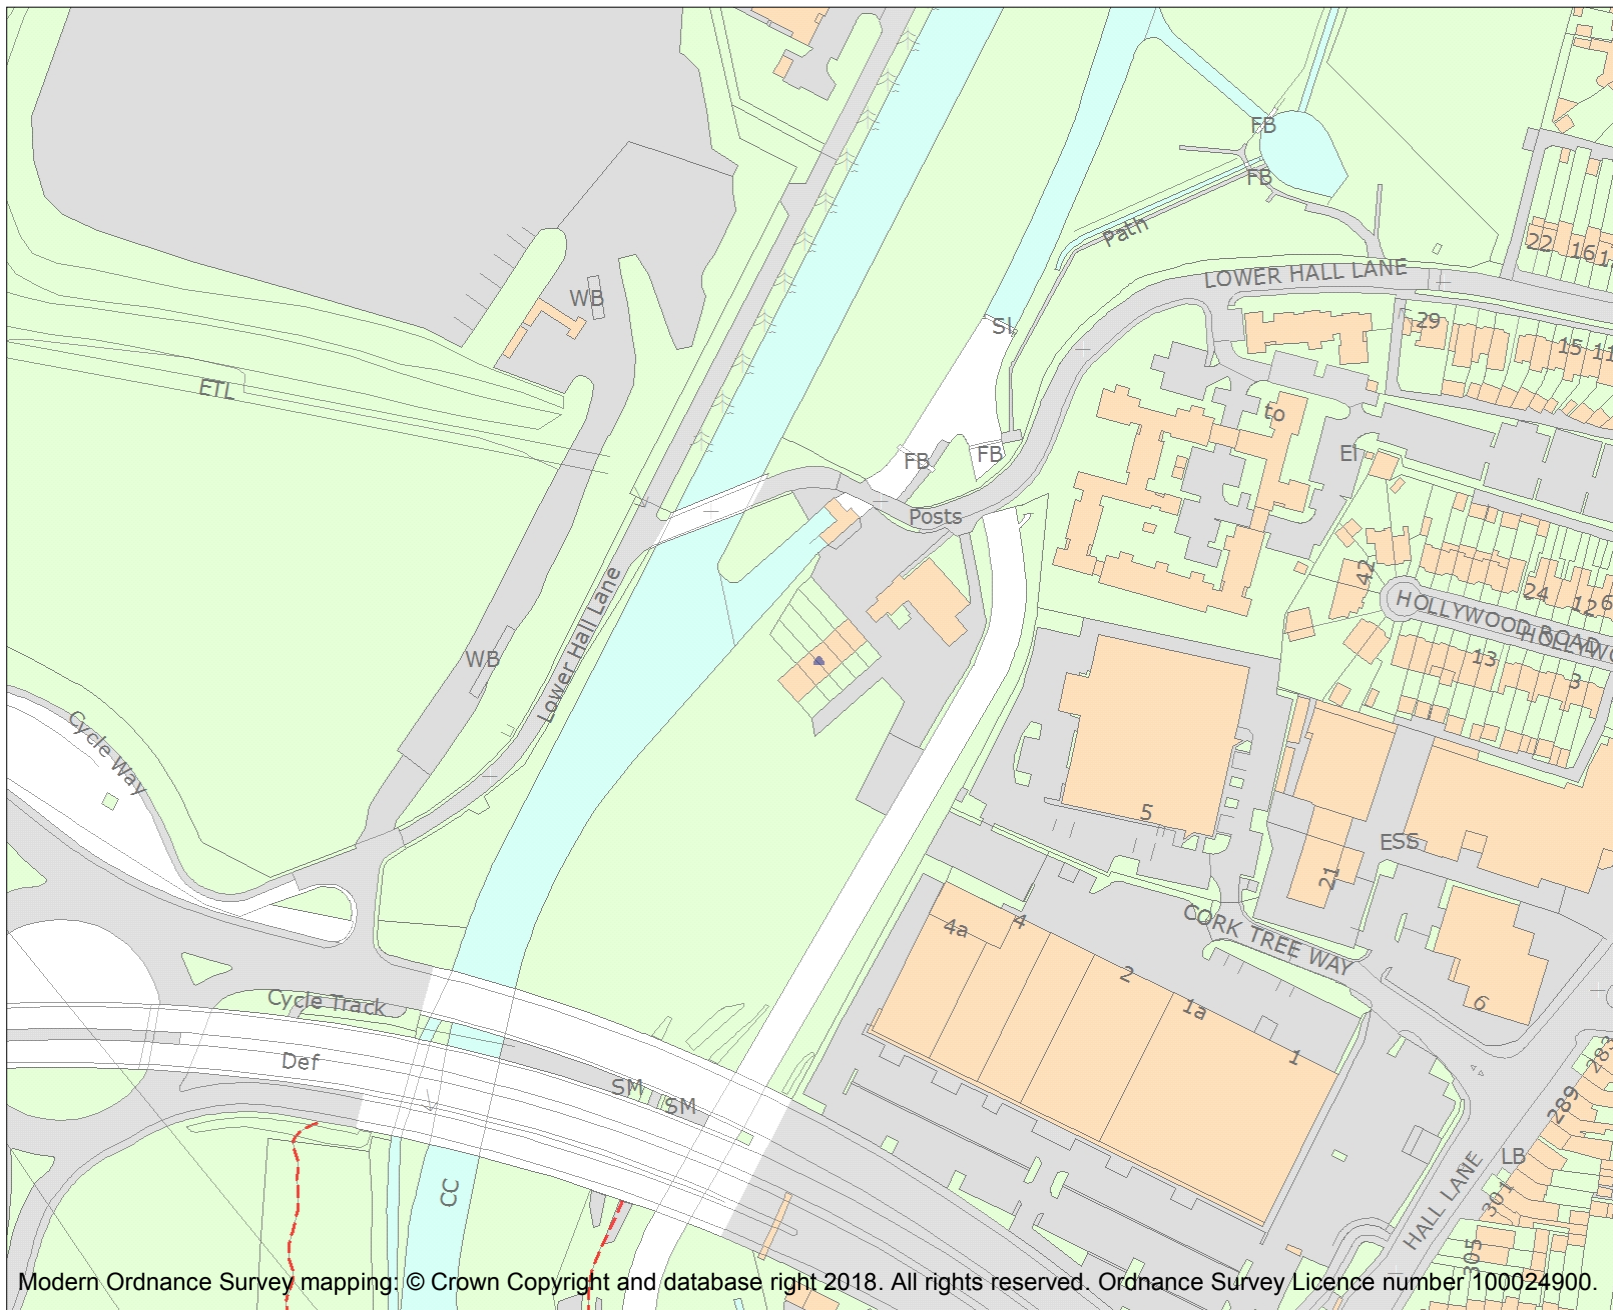 FB
FB
Path
LOWER HALL LANE
22
16
WB
Sl
29
15
11
ETL
to
El
FB
FB
Posts
Lower Hall Lane
42
24
12
6
HOLLYWOOD ROAD
13
3
WB
Cycle Way
5
ESS
21
4a
4
CORK TREE WAY
2
1a
6
1
Cycle Track
Def
SM
SM
283
289
LB
301
HALL LANE
305
CC
Modern Ordnance Survey mapping: © Crown Copyright and database right 2018. All rights reserved. Ordnance Survey Licence number 100024900.